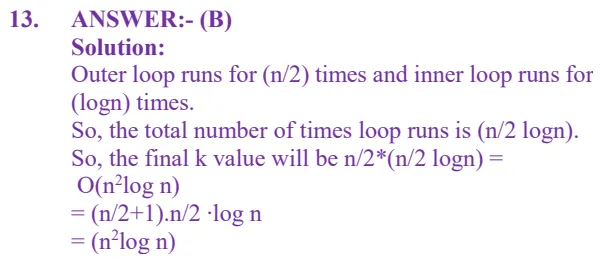 13. ANSWER:- (B)
Solution:
Outer loop runs for (n/2) times and inner loop runs for
(logn) times.
So, the total number of times loop runs is (n/2 logn).
So, the final k value will be n/2*(n/2 logn) =
O(n²log n)
= (n/2+1).n/2 ·log n
= (n²log n)